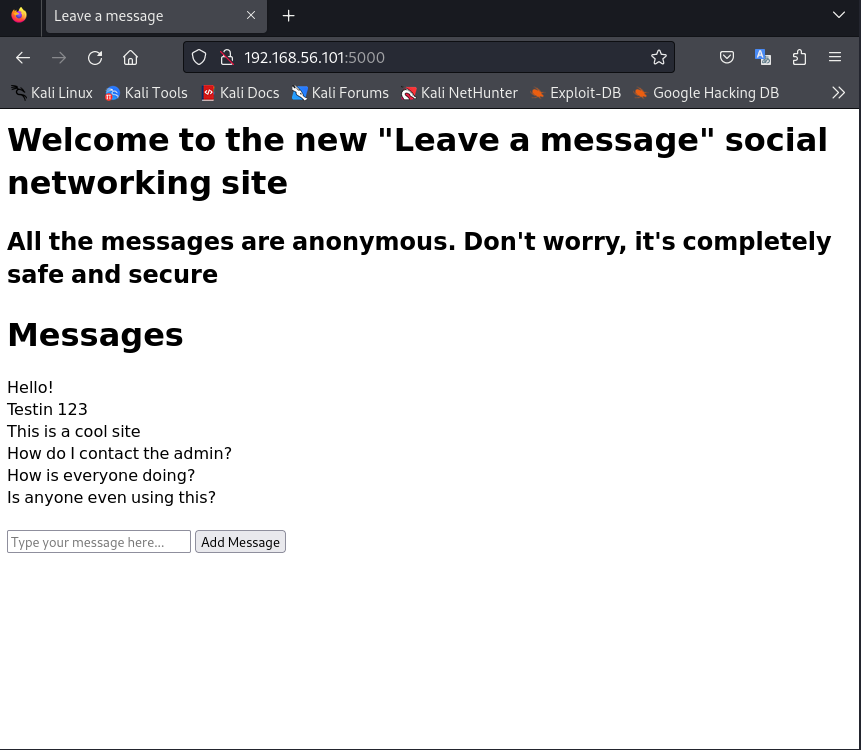 Leave a message
192.168.56.101:5000
Kali Linux Kali Tools Kali Docs Kali Forums Kali NetHunter Exploit-DB Google Hacking DB
Welcome to the new "Leave a message" social
networking site
All the messages are anonymous. Don't worry, it's completely
safe and secure
Messages
Hello!
Testin 123
This is a cool site
How do I contact the admin?
How is everyone doing?
Is anyone even using this?
Type your message here... Add Message